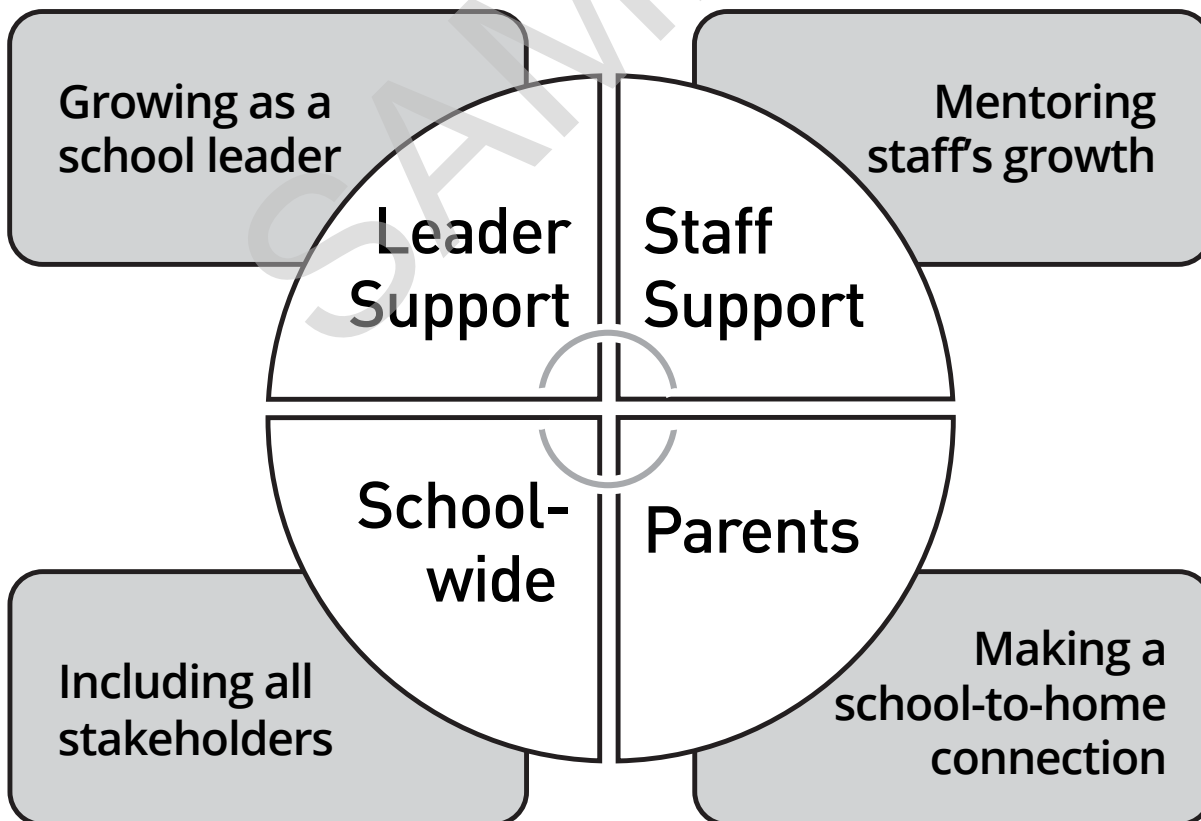 Growing as a
school leader
Mentoring
staff's growth
Leader
Support
Staff
Support
School-
wide
Parents
Including all
stakeholders
Making a
school-to-home
connection